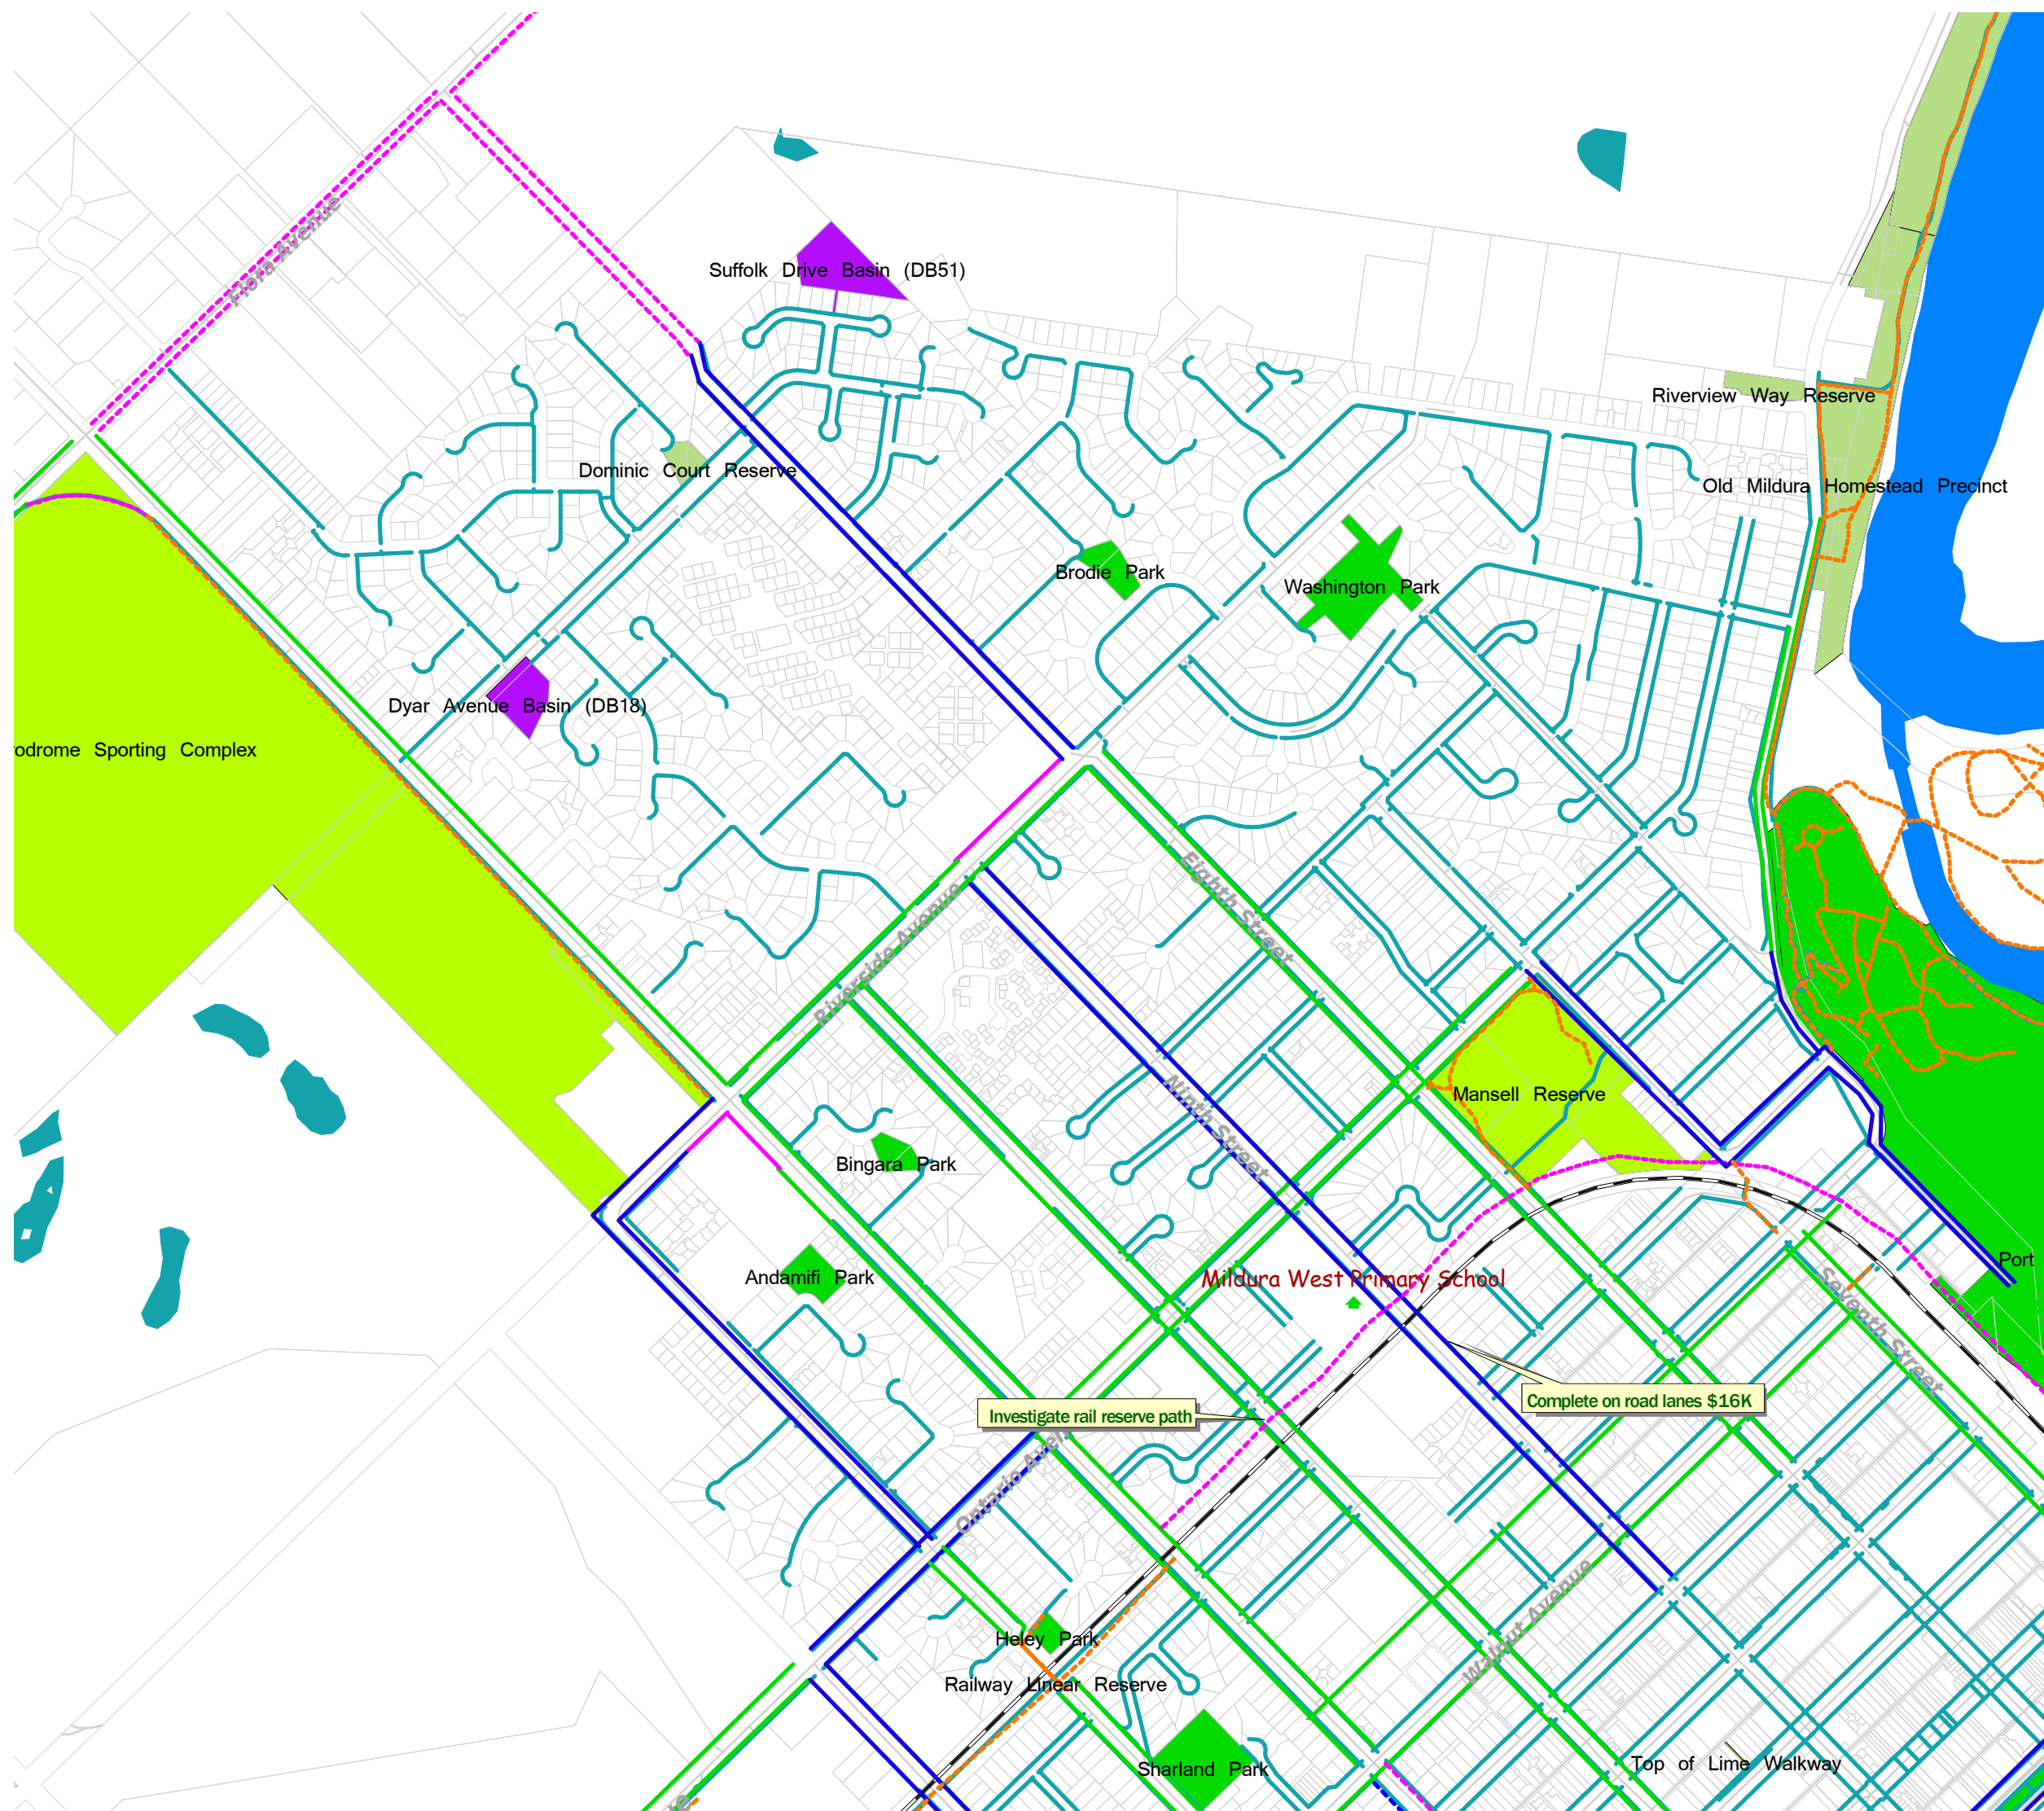 Flora Avenue
Suffolk Drive Basin (DB51)
Riverview Way Reserve
Dominic Court Reserve
Old Mildura Homestead Precinct
Brodie Park
Washington Park
Dyar Avenue Basin (DB18)
rodrome Sporting Complex
Eighth Street
Riverside Avenue
Mansell Reserve
Ninth Street
Bingara Park
Port
Andamifi Park
Mildura West Primary School
Seventh Street
Complete on road lanes $16K
Investigate rail reserve path
Ontario Aven
Walnut Avenue
Heley Park
Railway Linear Reserve
Top of Lime Walkway
Sharland Park